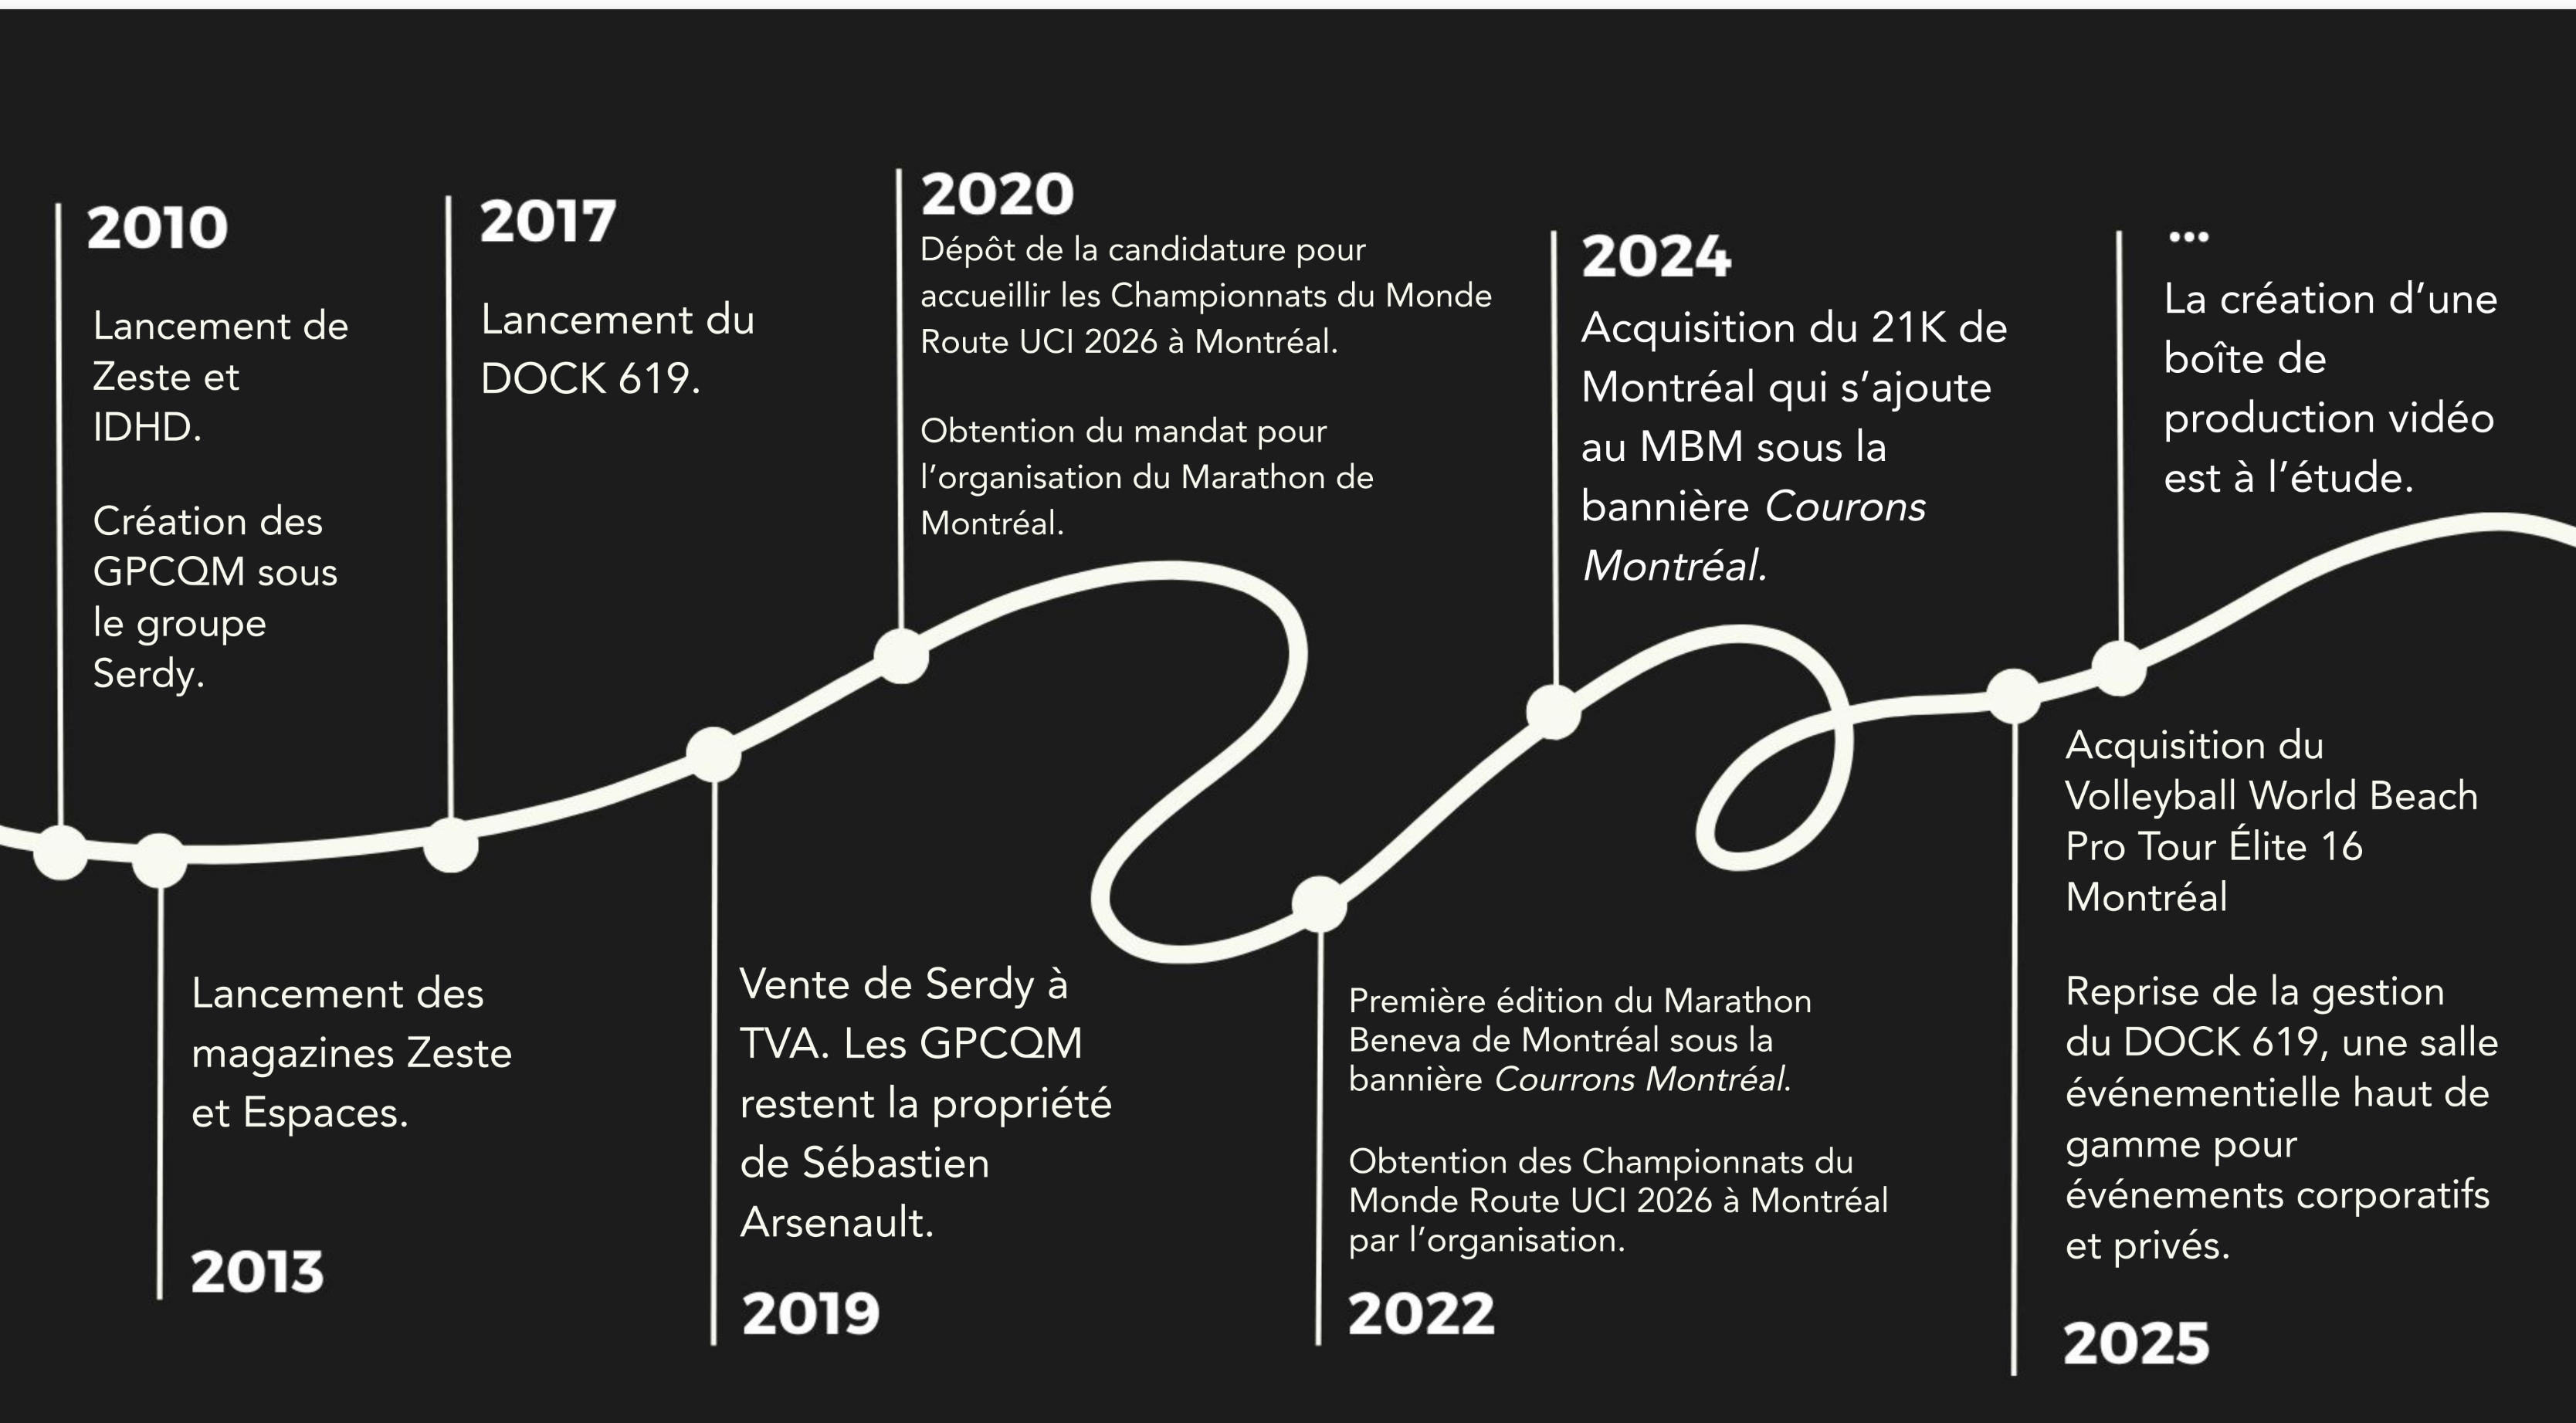 2010
Lancement de
Zeste et
IDHD.
Création des
GPCQM sous
le groupe
Serdy.
Lancement des
magazines Zeste
et Espaces.
2013
2017
Lancement du
DOCK 619.
Vente de Serdy à
TVA. Les GPCQM
restent la propriété
de Sébastien
Arsenault.
2019
2020
Dépôt de la candidature pour
accueillir les Championnats du Monde
Route UCI 2026 à Montréal.
Obtention du mandat pour
l’organisation du Marathon de
Montréal.
Première édition du Marathon
Beneva de Montréal sous la
bannière Courrons Montréal.
Obtention des Championnats du
Monde Route UCI 2026 à Montréal
par l’organisation.
2022
2024
Acquisition du 21K de
Montréal qui s’ajoute
au MBM sous la
bannière Courons
Montréal.
Acquisition du
Volleyball World Beach
Pro Tour Élite 16
Montréal
Reprise de la gestion
du DOCK 619, une salle
événementielle haut de
gamme pour
événements corporatifs
et privés.
2025
...
La création d’une
boîte de
production vidéo
est à l’étude.